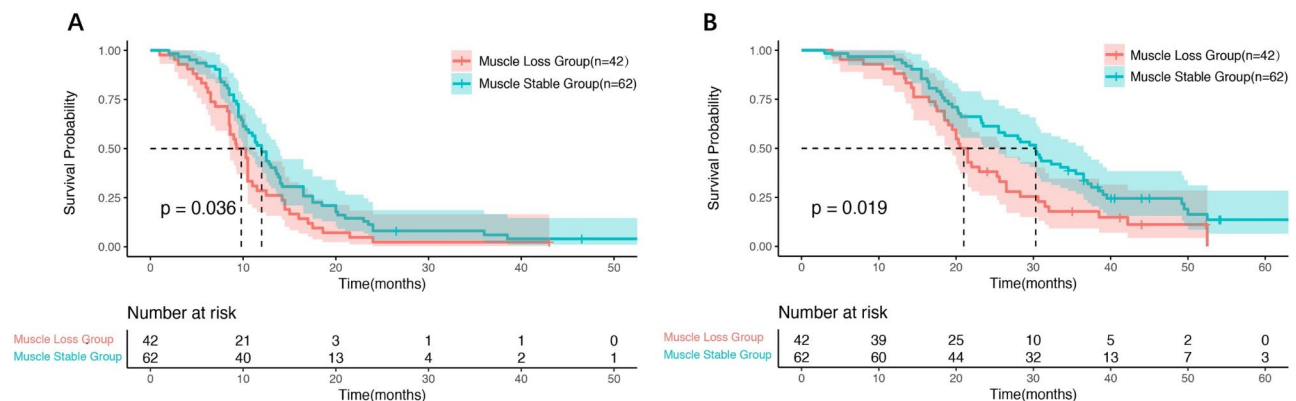 A
1.00
0.75
0.50
0.25
0.00
Survival Probability
Muscle Loss Group(n=42)
Muscle Stable Group(n=62)
p = 0.036
0 10 20 30 40 50
Time(months)
Number at risk
Muscle Loss Group 42 21 3 1 1 0
Muscle Stable Group 62 40 13 4 2 1
0 10 20 30 40 50
Time(months)
B
1.00
0.75
0.50
0.25
0.00
Survival Probability
Muscle Loss Group(n=42)
Muscle Stable Group(n=62)
p = 0.019
0 10 20 30 40 50 60
Time(months)
Number at risk
Muscle Loss Group 42 39 25 10 5 2 0
Muscle Stable Group 62 60 44 32 13 7 3
0 10 20 30 40 50 60
Time(months)